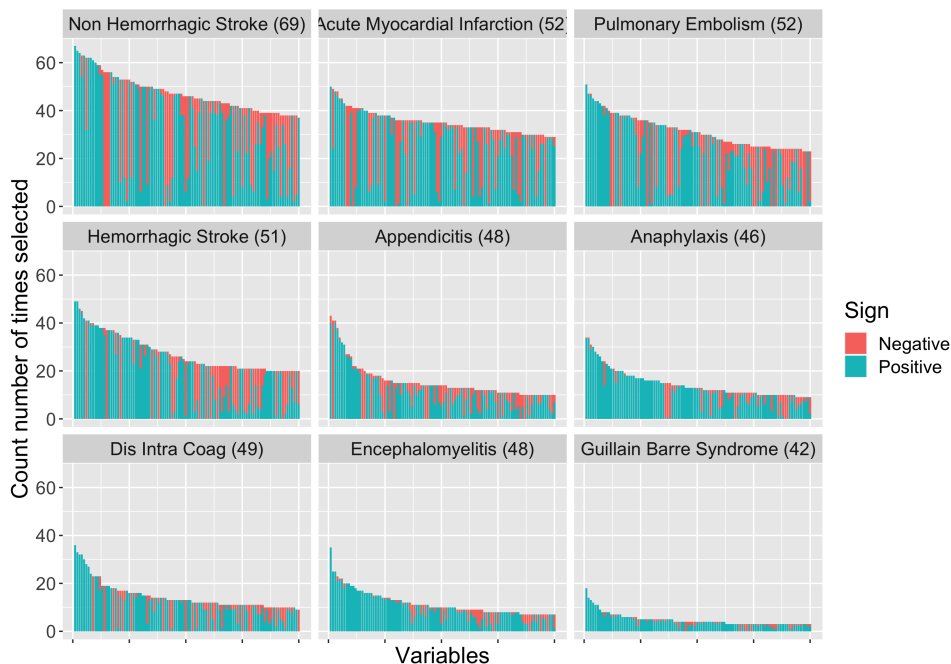 Non Hemorrhagic Stroke (69)
Acute Myocardial Infarction (52)
Pulmonary Embolism (52)
60
40
20
0
Hemorrhagic Stroke (51)
Appendicitis (48)
Anaphylaxis (46)
60
40
20
0
Dis Intra Coag (49)
Encephalomyelitis (48)
Guillain Barre Syndrome (42)
60
40
20
0
Count number of times selected
Variables
Sign
Negative
Positive